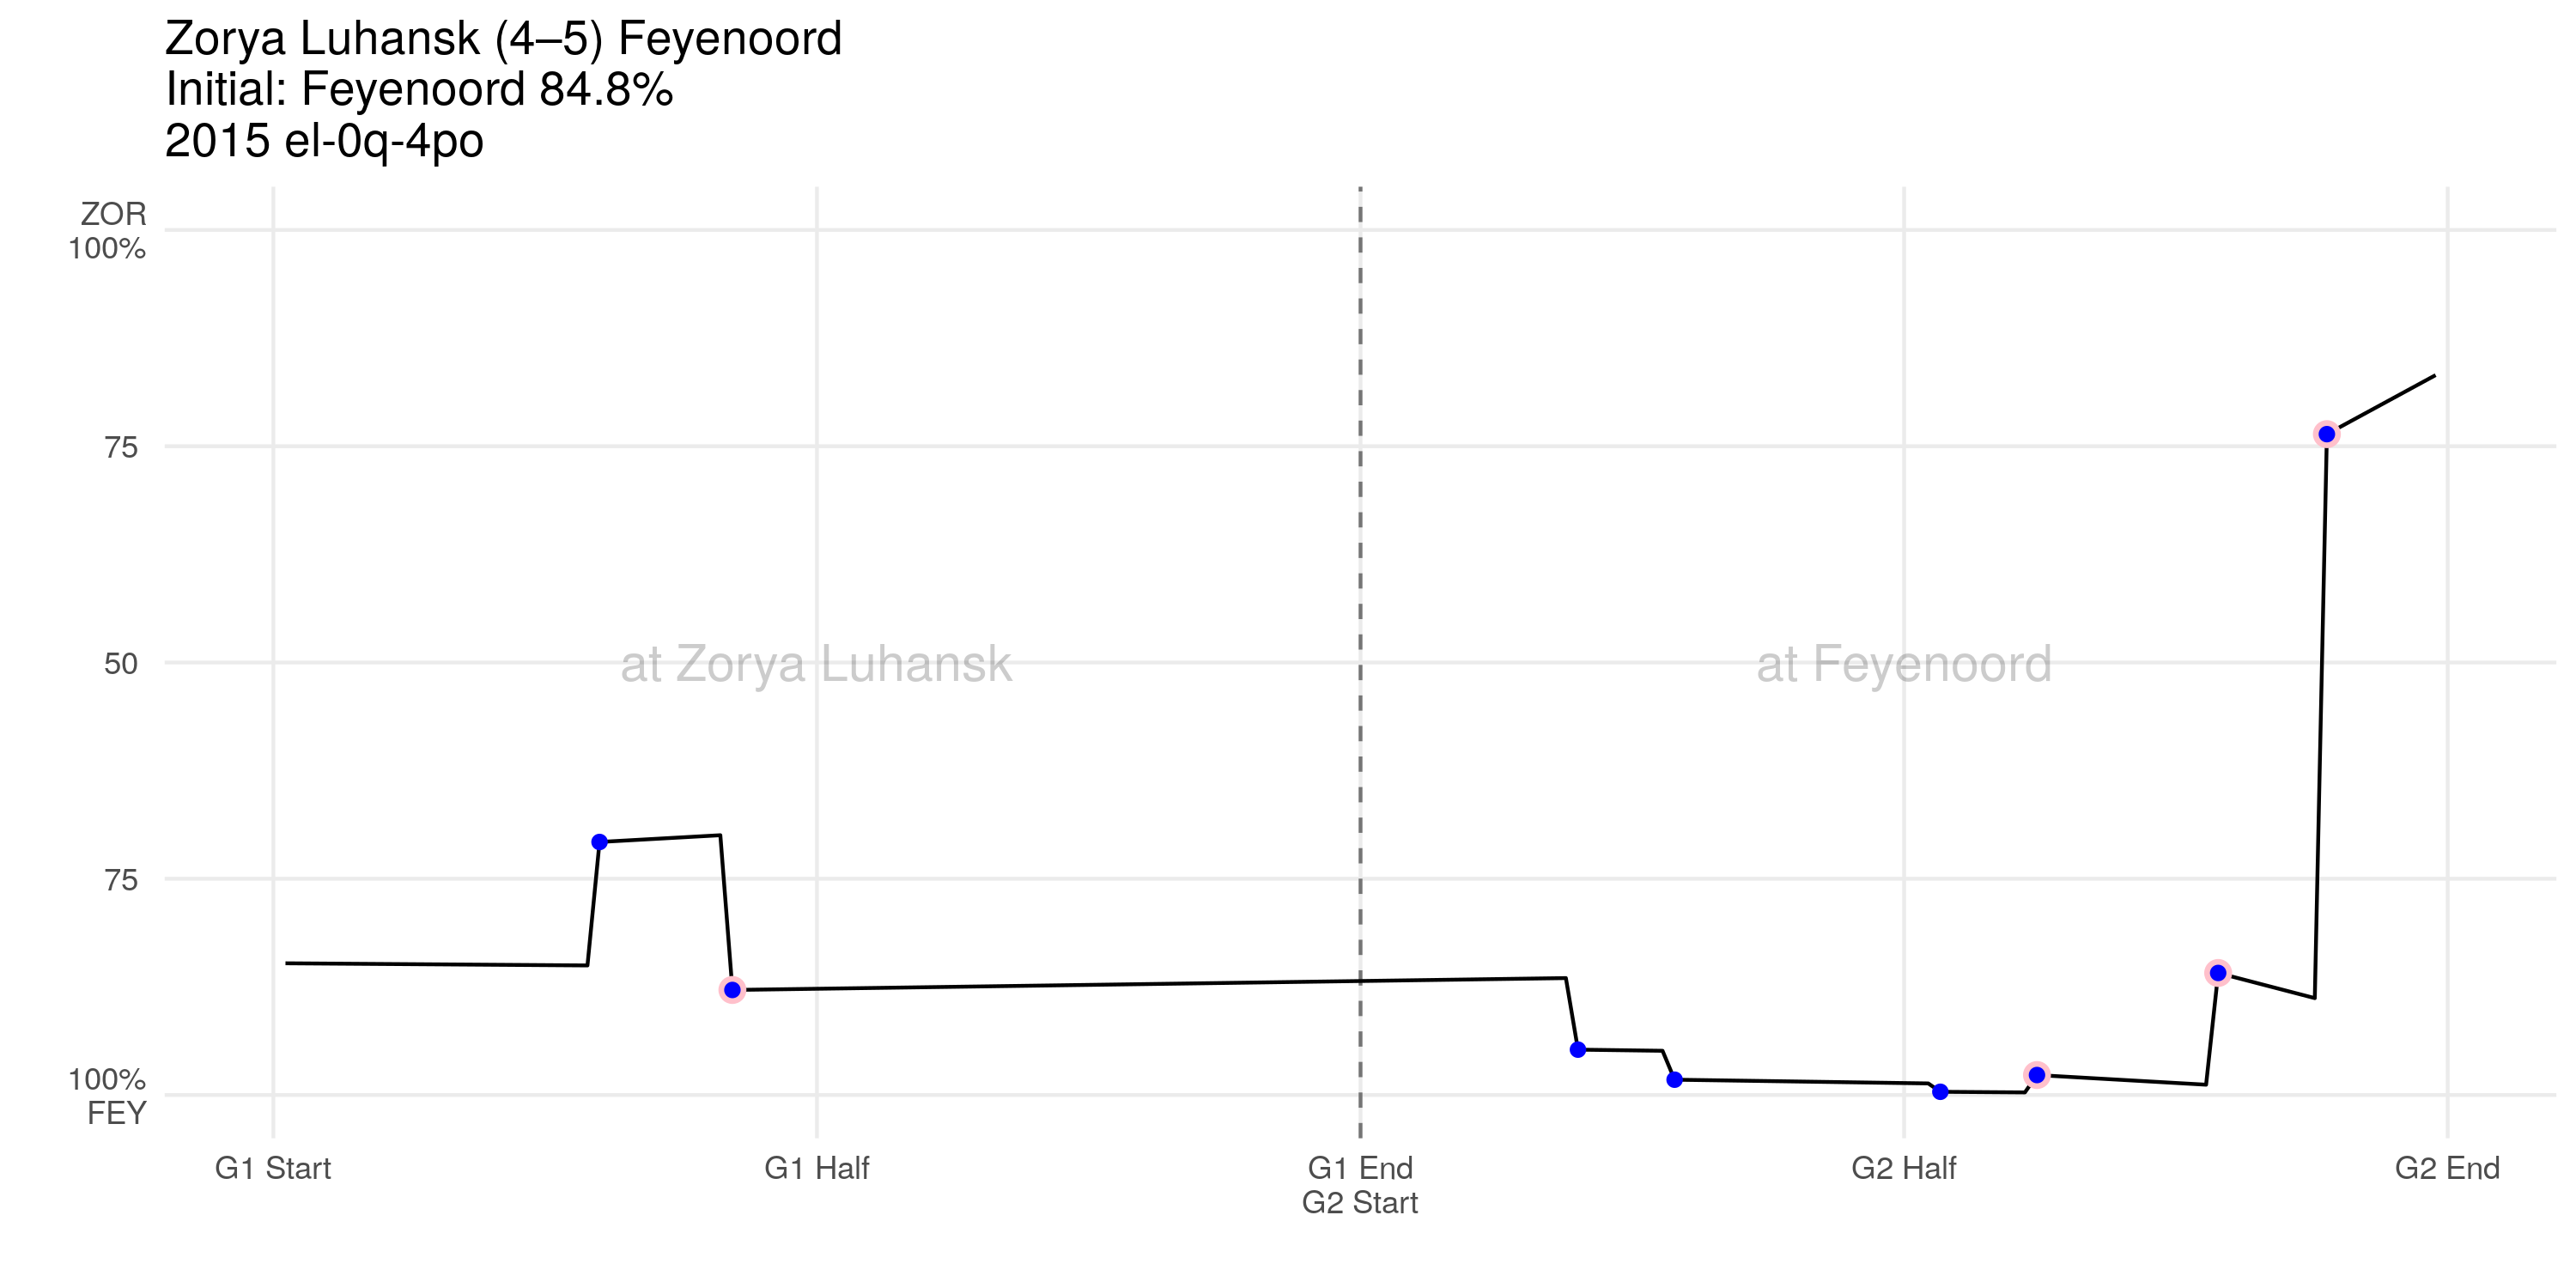 Zorya Luhansk (4–5) Feyenoord
Initial: Feyenoord 84.8%
2015 el-0q-4po
ZOR
100%
75
50
75
100%
FEY
at Zorya Luhansk
at Feyenoord
G1 Start
G1 Half
G1 End
G2 Start
G2 Half
G2 End